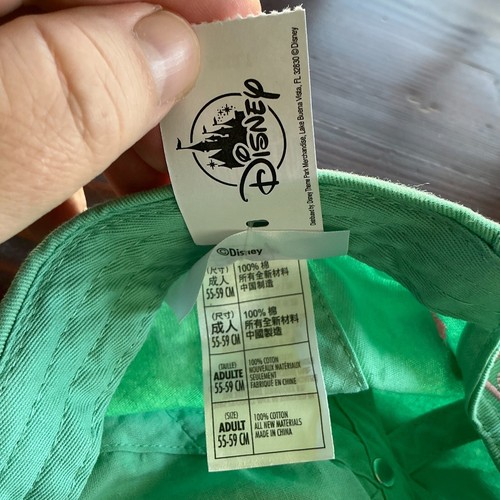 Disney
Distributed by: Disney Theme Park Merchandise, Lake Buena Vista, FL 32830 © Disney
©Disney
(尺寸)
成人
55-59 CM
100% 棉
所有全新材料
中国制造
(尺寸)
成人
55-59 CM
100% 棉
所有全新材料
中國製造
(TAILLE)
ADULTE
55-59 CM
100% COTON
NOUVEAUX MATÉRIAUX
SEULEMENT
FABRIQUÉ EN CHINE
(SIZE)
ADULT
55-59 CM
100% COTTON
ALL NEW MATERIALS
MADE IN CHINA